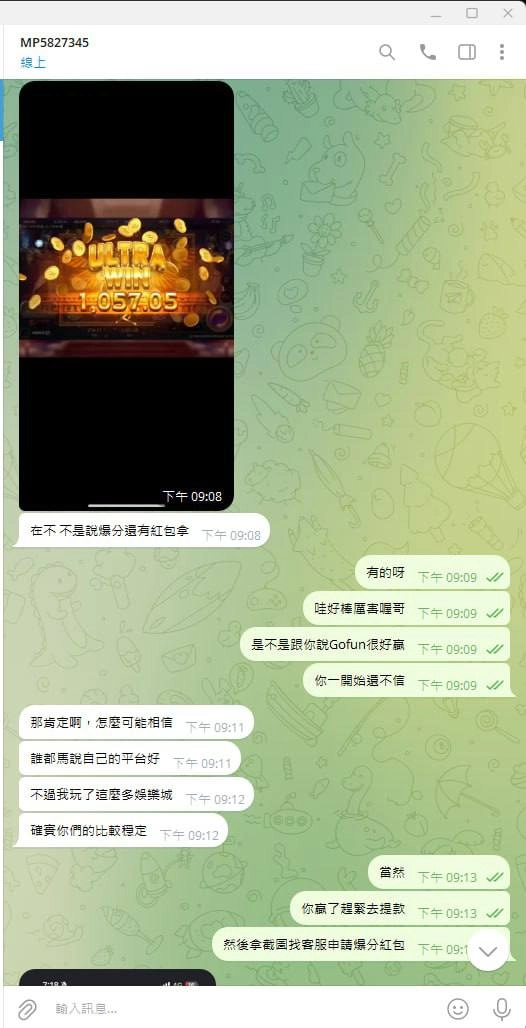 MP5827345
線上
ULTRA
WIN
1,057.05
下午 09:08
在不 不是說爆分還有紅包拿 下午 09:08
有的呀 下午 09:09
哇好棒厲害喔哥 下午 09:09
是不是跟你說Gofun很好贏 下午 09:09
你一開始還不信 下午 09:09
那肯定啊，怎麼可能相信 下午 09:11
誰都馬說自己的平台好 下午 09:11
不過我玩了這麼多娛樂城 下午 09:12
確實你們的比較穩定 下午 09:12
當然 下午 09:13
你贏了趕緊去提款 下午 09:13
然後拿截圖找客服申請爆分紅包 下午
7:18
4G
輸入訊息...